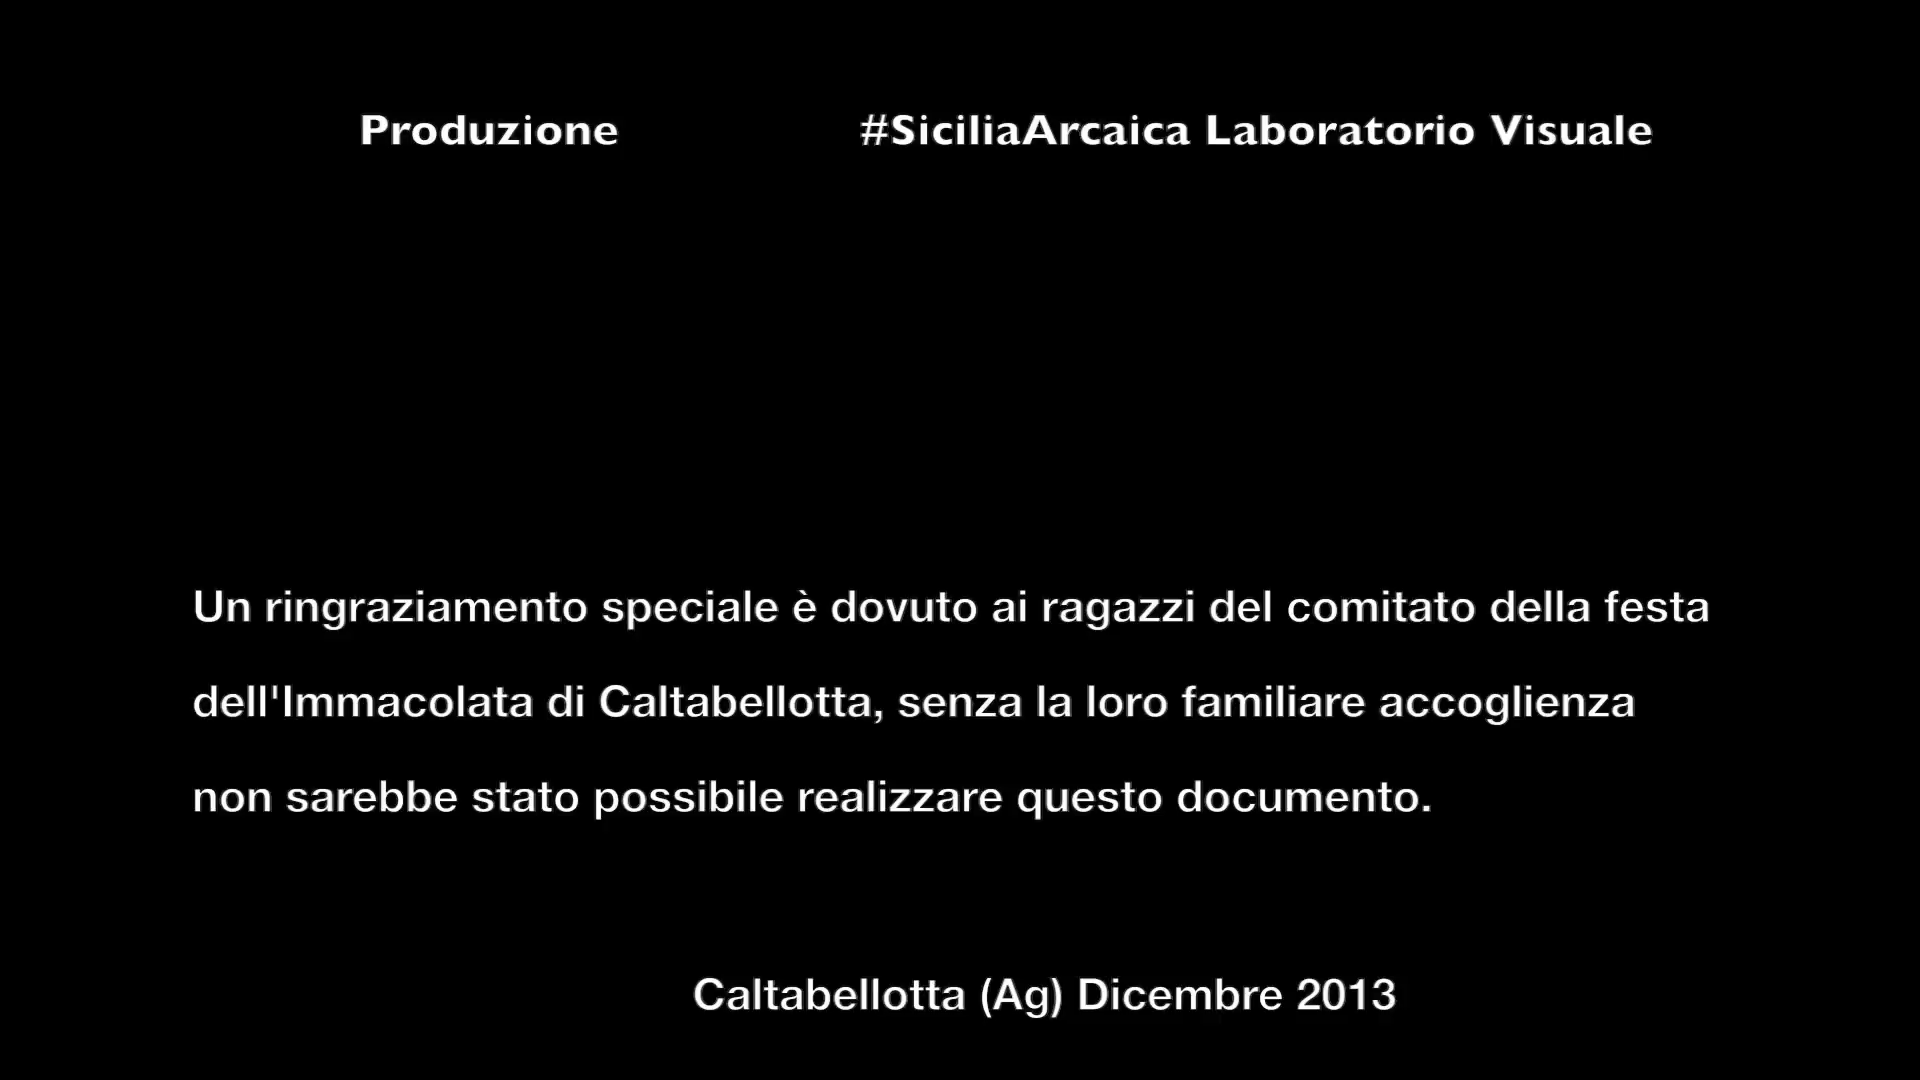 Produzione #SiciliaArcaica Laboratorio Visuale
Un ringraziamento speciale è dovuto ai ragazzi del comitato della festa
dell'Immacolata di Caltabellotta, senza la loro familiare accoglienza
non sarebbe stato possibile realizzare questo documento.
Caltabellotta (Ag) Dicembre 2013